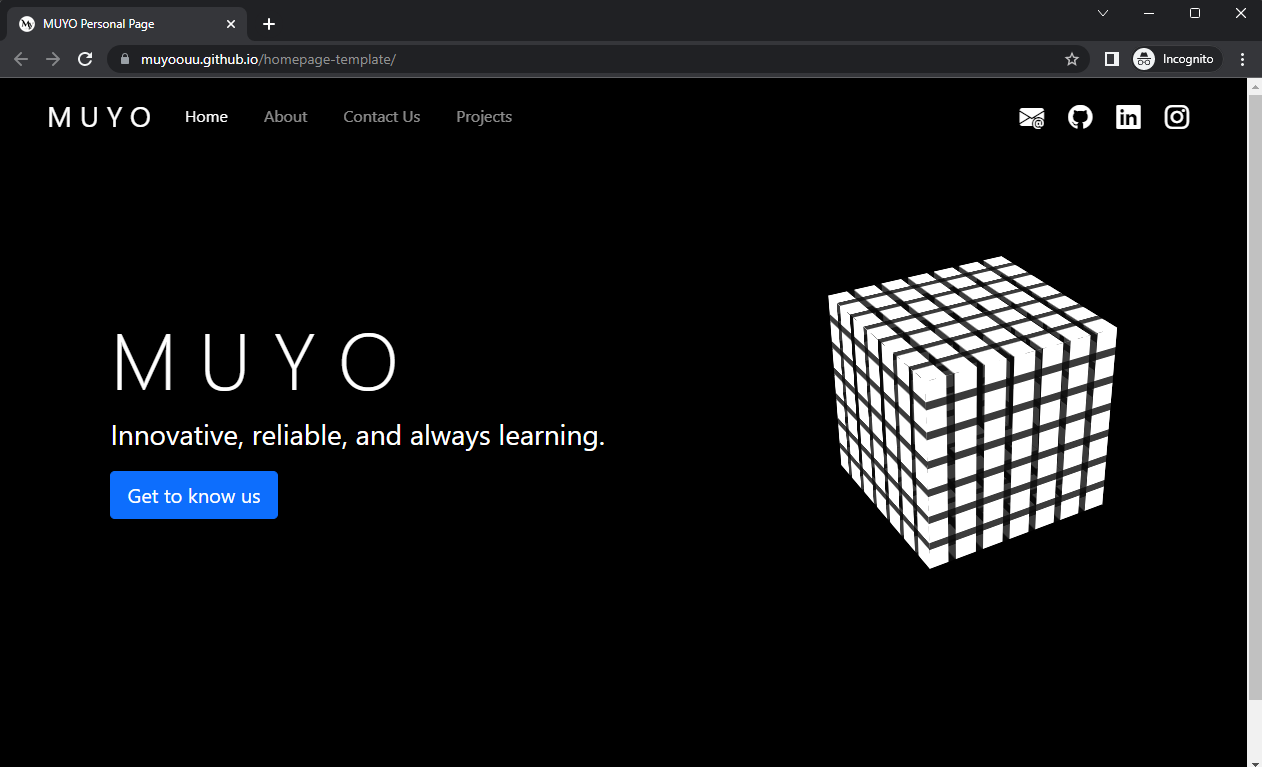 MUYO Personal Page
muyoouu.github.io/homepage-template/
Incognito
MUYO Home About Contact Us Projects
MUYO
Innovative, reliable, and always learning.
Get to know us